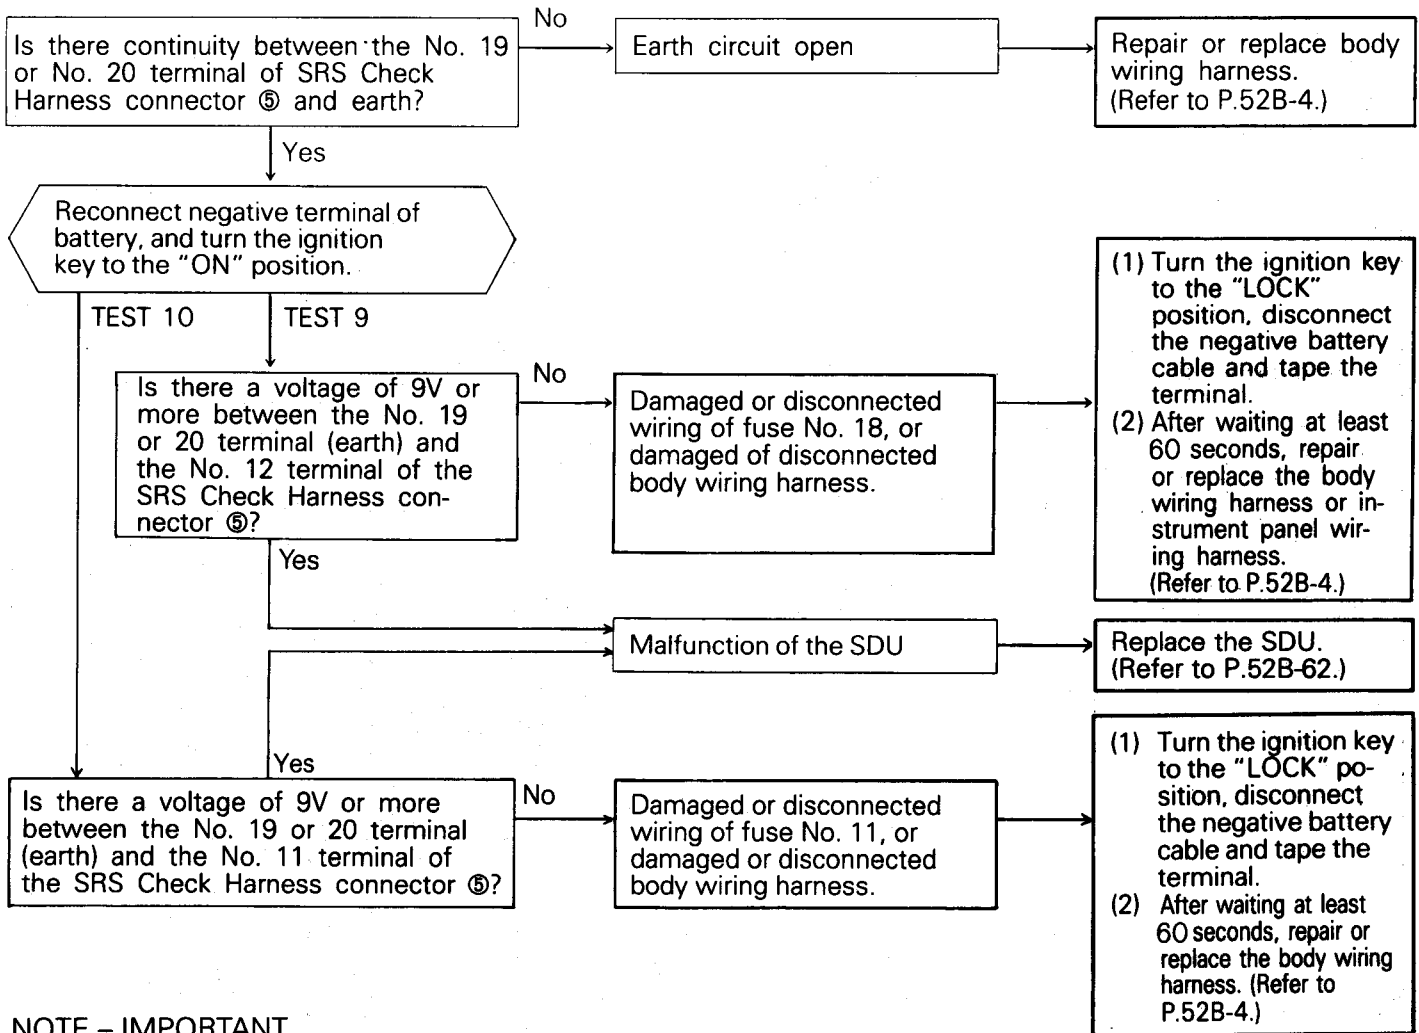 No
Is there continuity between the No. 19
or No. 20 terminal of SRS Check
Harness connector ⑤ and earth?
Earth circuit open
Repair or replace body
wiring harness.
(Refer to P.52B-4.)
Yes
Reconnect negative terminal of
battery, and turn the ignition
key to the "ON" position.
TEST 10
TEST 9
Is there a voltage of 9V or
more between the No. 19
or 20 terminal (earth) and
the No. 12 terminal of the
SRS Check Harness con-
nector ⑤?
No
Damaged or disconnected
wiring of fuse No. 18, or
damaged of disconnected
body wiring harness.
(1) Turn the ignition key
to the "LOCK"
position, disconnect
the negative battery
cable and tape the
terminal.
(2) After waiting at least
60 seconds, repair
or replace the body
wiring harness or in-
strument panel wir-
ing harness.
(Refer to P.52B-4.)
Yes
Malfunction of the SDU
Replace the SDU.
(Refer to P.52B-62.)
Yes
Is there a voltage of 9V or more
between the No. 19 or 20 terminal
(earth) and the No. 11 terminal of
the SRS Check Harness connector ⑤?
No
Damaged or disconnected
wiring of fuse No. 11, or
damaged or disconnected
body wiring harness.
(1) Turn the ignition key
to the "LOCK" po-
sition, disconnect
the negative battery
cable and tape the
terminal.
(2) After waiting at least
60 seconds, repair or
replace the body wiring
harness. (Refer to
P.52B-4.)
NOTE – IMPORTANT